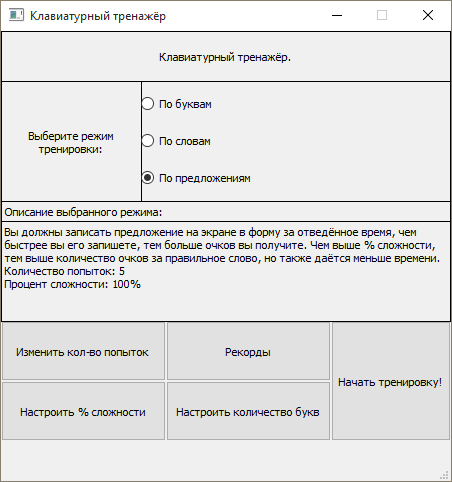 Клавиатурный тренажёр
Клавиатурный тренажёр.
Выберите режим
тренировки:
По буквам
По словам
По предложениям
Описание выбранного режима:
Вы должны записать предложение на экране в форму за отведённое время, чем
быстрее вы его запишете, тем больше очков вы получите. Чем выше % сложности,
тем выше количество очков за правильное слово, но также даётся меньше времени.
Количество попыток: 5
Процент сложности: 100%
Изменить кол-во попыток
Рекорды
Начать тренировку!
Настроить % сложности
Настроить количество букв